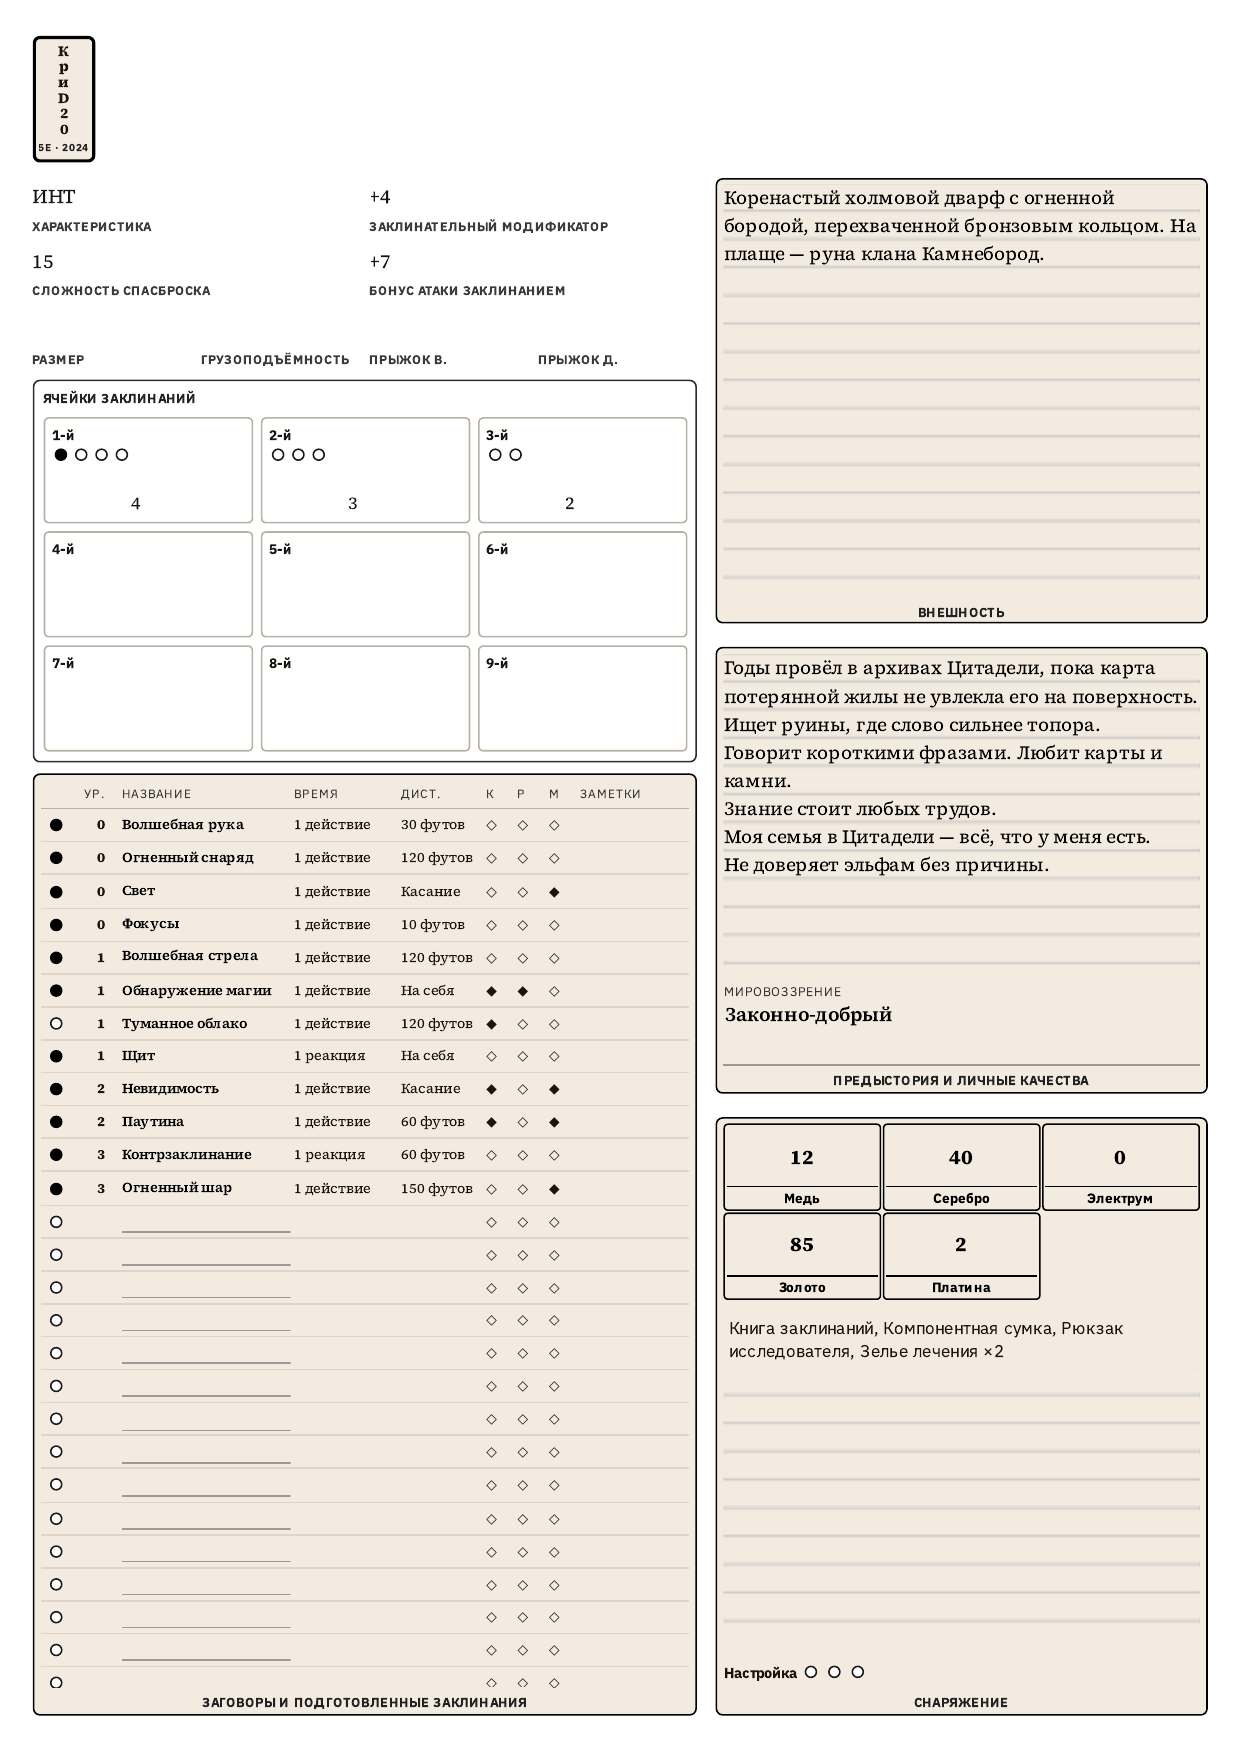 К
р
и
D
2
0
5E · 2024
ИНТ
ХАРАКТЕРИСТИКА
+4
ЗАКЛИНАТЕЛЬНЫЙ МОДИФИКАТОР
15
СЛОЖНОСТЬ СПАСБРОСКА
+7
БОНУС АТАКИ ЗАКЛИНАНИЕМ
РАЗМЕР ГРУЗОПОДЪЁМНОСТЬ ПРЫЖОК В. ПРЫЖОК Д.
ЯЧЕЙКИ ЗАКЛИНАНИЙ
1-й 2-й 3-й
4 3 2
4-й 5-й 6-й
7-й 8-й 9-й
УР. НАЗВАНИЕ ВРЕМЯ ДИСТ. К Р М ЗАМЕТКИ
0 Волшебная рука 1 действие 30 футов
0 Огненный снаряд 1 действие 120 футов
0 Свет 1 действие Касание
0 Фокусы 1 действие 10 футов
1 Волшебная стрела 1 действие 120 футов
1 Обнаружение магии 1 действие На себя
1 Туманное облако 1 действие 120 футов
1 Щит 1 реакция На себя
2 Невидимость 1 действие Касание
2 Паутина 1 действие 60 футов
3 Контрзаклинание 1 реакция 60 футов
3 Огненный шар 1 действие 150 футов
ЗАГОВОРЫ И ПОДГОТОВЛЕННЫЕ ЗАКЛИНАНИЯ
Коренастый холмовой дварф с огненной
бородой, перехваченной бронзовым кольцом. На
плаще — руна клана Камнебород.
ВНЕШНОСТЬ
Годы провёл в архивах Цитадели, пока карта
потерянной жилы не увлекла его на поверхность.
Ищет руины, где слово сильнее топора.
Говорит короткими фразами. Любит карты и
камни.
Знание стоит любых трудов.
Моя семья в Цитадели — всё, что у меня есть.
Не доверяет эльфам без причины.
МИРОВОЗЗРЕНИЕ
Законно-добрый
ПРЕДЫСТОРИЯ И ЛИЧНЫЕ КАЧЕСТВА
12 40 0
Медь Серебро Электрум
85 2
Золото Платина
Книга заклинаний, Компонентная сумка, Рюкзак
исследователя, Зелье лечения ×2
Настройка
СНАРЯЖЕНИЕ